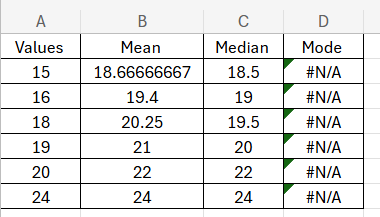 A B C D
Values Mean Median Mode
15 18.66666667 18.5 #N/A
16 19.4 19 #N/A
18 20.25 19.5 #N/A
19 21 20 #N/A
20 22 22 #N/A
24 24 24 #N/A